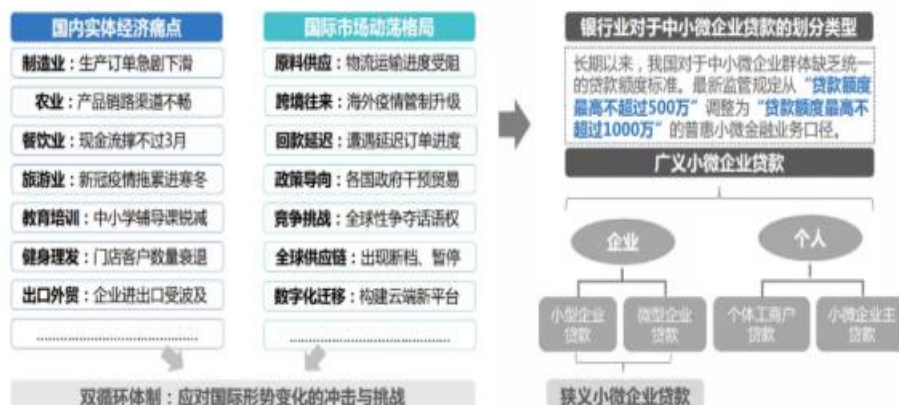 国内实体经济痛点
制造业：生产订单急剧下滑
农业：产品销路渠道不畅
餐饮业：现金流撑不过3月
旅游业：新冠疫情拖累进寒冬
教育培训：中小学辅导课锐减
健身理发：门店客户数量衰退
出口外贸：企业进出口受波及
………………………………
国际市场动荡格局
原料供应：物流运输进度受阻
跨境往来：海外疫情管制升级
回款延迟：遭遇延迟订单进度
政策导向：各国政府干预贸易
竞争挑战：全球性争夺话语权
全球供应链：出现断档、暂停
数字化迁移：构建云端新平台
………………………………
双循环体制：应对国际形势变化的冲击与挑战
银行业对于中小微企业贷款的划分类型
长期以来，我国对于中小微企业群体缺乏统一
的贷款额度标准。最新监管规定从“贷款额度
最高不超过500万”调整为“贷款额度最高不
超过1000万”的普惠小微金融业务口径。
广义小微企业贷款
企业
个人
小型企业
贷款
微型企业
贷款
个体工商户
贷款
小微企业主
贷款
狭义小微企业贷款